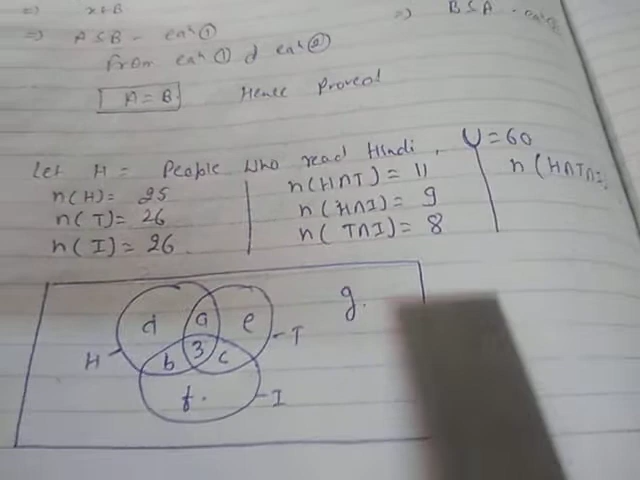 => x ∈ B
=> B ⊆ A - eqn ②
=> A ⊆ B - eqn ①
From eqn ① d eqn ②
A = B Hence Proved
Let H = People who read Hindi, U = 60
n(H) = 25 n(H∩T) = 11 n(H∩T∩
n(T) = 26 n(H∩I) = 9
n(I) = 26 n(T∩I) = 8
d a e g.
b 3 c
H T
f. I